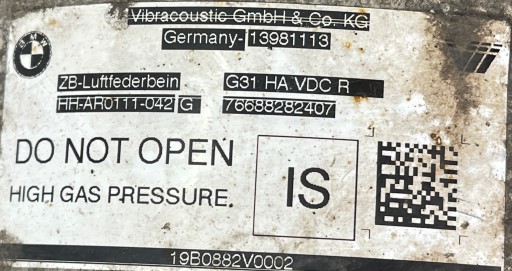 Vibracoustic GmbH & Co. KG
Germany- 13981113
BMW
ZB-Luftfederbein G31 HA VDC R
HH-AR0111-042 G 76688282407
DO NOT OPEN
HIGH GAS PRESSURE.
IS
19B0882V0002